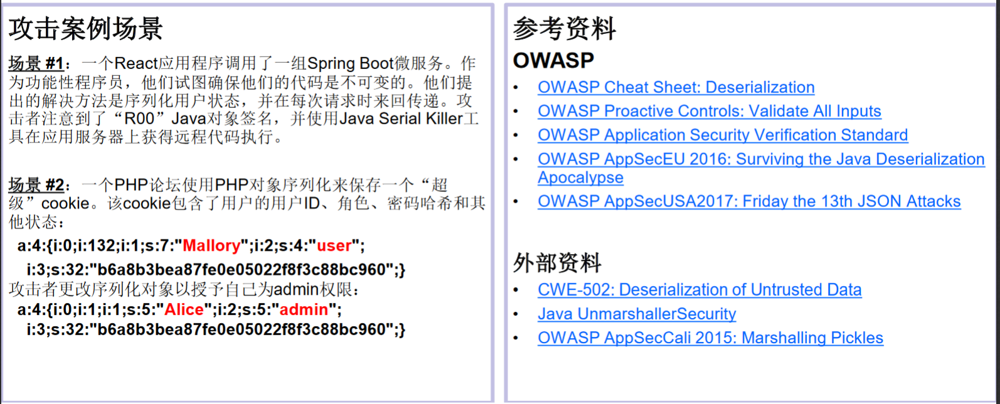 攻击案例场景
场景 #1：一个React应用程序调用了一组Spring Boot微服务。作
为功能性程序员，他们试图确保他们的代码是不可变的。他们提
出的解决方法是序列化用户状态，并在每次请求时来回传递。攻
击者注意到了“R00”Java对象签名，并使用Java Serial Killer工
具在应用服务器上获得远程代码执行。
场景 #2：一个PHP论坛使用PHP对象序列化来保存一个“超
级”cookie。该cookie包含了用户的用户ID、角色、密码哈希和其
他状态：
a:4:{i:0;i:132;i:1;s:7:"Mallory";i:2;s:4:"user";
i:3;s:32:"b6a8b3bea87fe0e05022f8f3c88bc960";}
攻击者更改序列化对象以授予自己为admin权限：
a:4:{i:0;i:1;i:1;s:5:"Alice";i:2;s:5:"admin";
i:3;s:32:"b6a8b3bea87fe0e05022f8f3c88bc960";}
参考资料
OWASP
• OWASP Cheat Sheet: Deserialization
• OWASP Proactive Controls: Validate All Inputs
• OWASP Application Security Verification Standard
• OWASP AppSecEU 2016: Surviving the Java Deserialization
Apocalypse
• OWASP AppSecUSA2017: Friday the 13th JSON Attacks
外部资料
• CWE-502: Deserialization of Untrusted Data
• Java UnmarshallerSecurity
• OWASP AppSecCali 2015: Marshalling Pickles